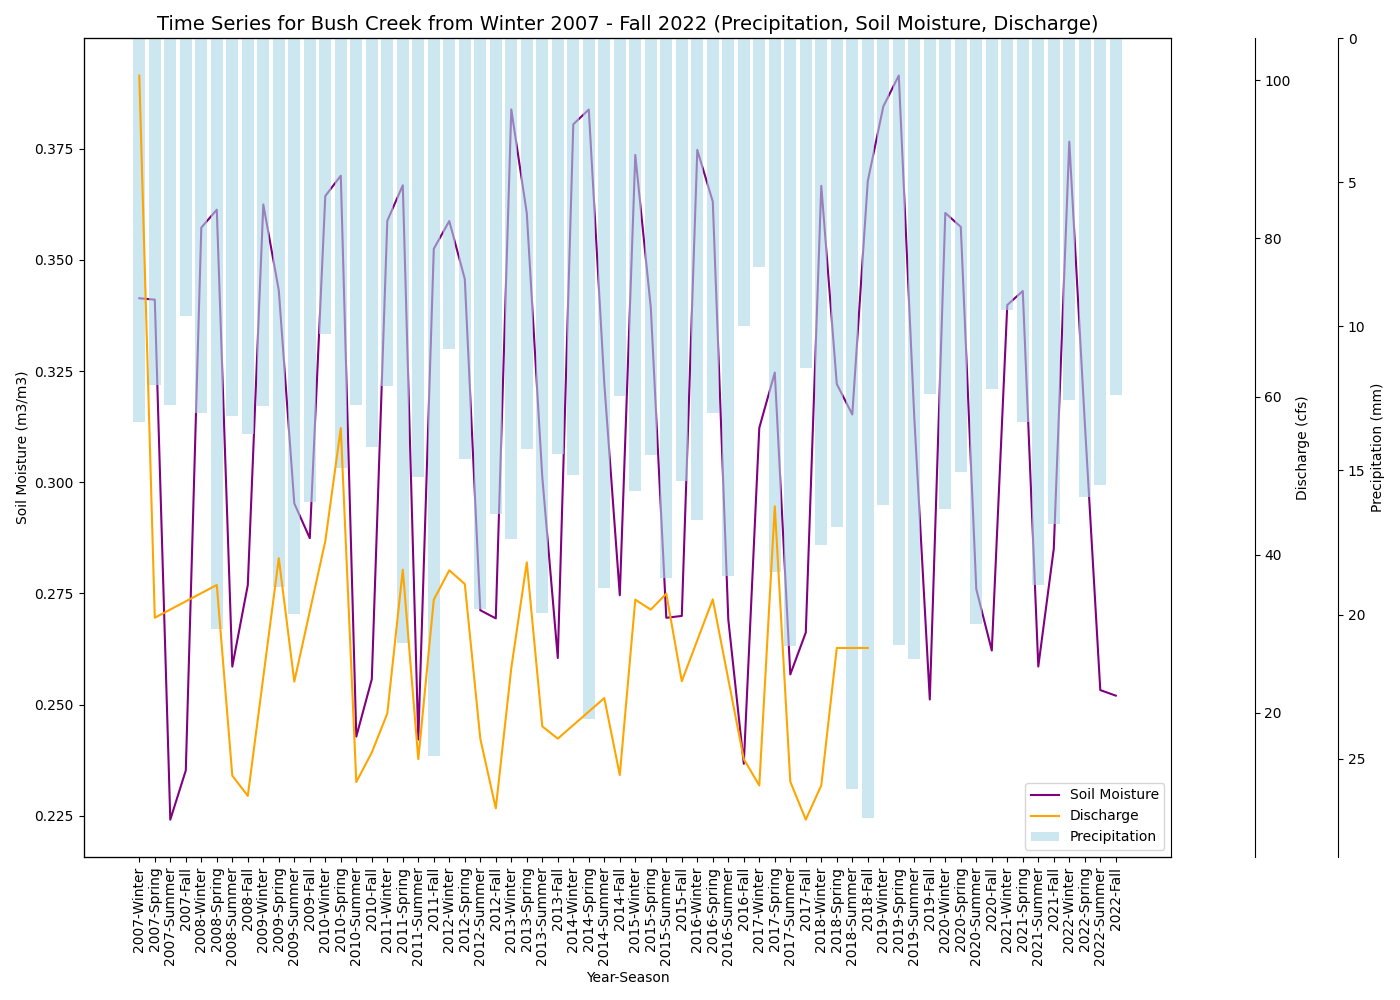 Time Series for Bush Creek from Winter 2007 - Fall 2022 (Precipitation, Soil Moisture, Discharge)
0.375
0.350
0.325
0.300
0.275
0.250
0.225
Soil Moisture (m3/m3)
100
80
60
40
20
Discharge (cfs)
0
5
10
15
20
25
Precipitation (mm)
Soil Moisture
Discharge
Precipitation
2007-Winter
2007-Spring
2007-Summer
2007-Fall
2008-Winter
2008-Spring
2008-Summer
2008-Fall
2009-Winter
2009-Spring
2009-Summer
2009-Fall
2010-Winter
2010-Spring
2010-Summer
2010-Fall
2011-Winter
2011-Spring
2011-Summer
2011-Fall
2012-Winter
2012-Spring
2012-Summer
2012-Fall
2013-Winter
2013-Spring
2013-Summer
2013-Fall
2014-Winter
2014-Spring
2014-Summer
2014-Fall
2015-Winter
2015-Spring
2015-Summer
2015-Fall
2016-Winter
2016-Spring
2016-Summer
2016-Fall
2017-Winter
2017-Spring
2017-Summer
2017-Fall
2018-Winter
2018-Spring
2018-Summer
2018-Fall
2019-Winter
2019-Spring
2019-Summer
2019-Fall
2020-Winter
2020-Spring
2020-Summer
2020-Fall
2021-Winter
2021-Spring
2021-Summer
2021-Fall
2022-Winter
2022-Spring
2022-Summer
2022-Fall
Year-Season